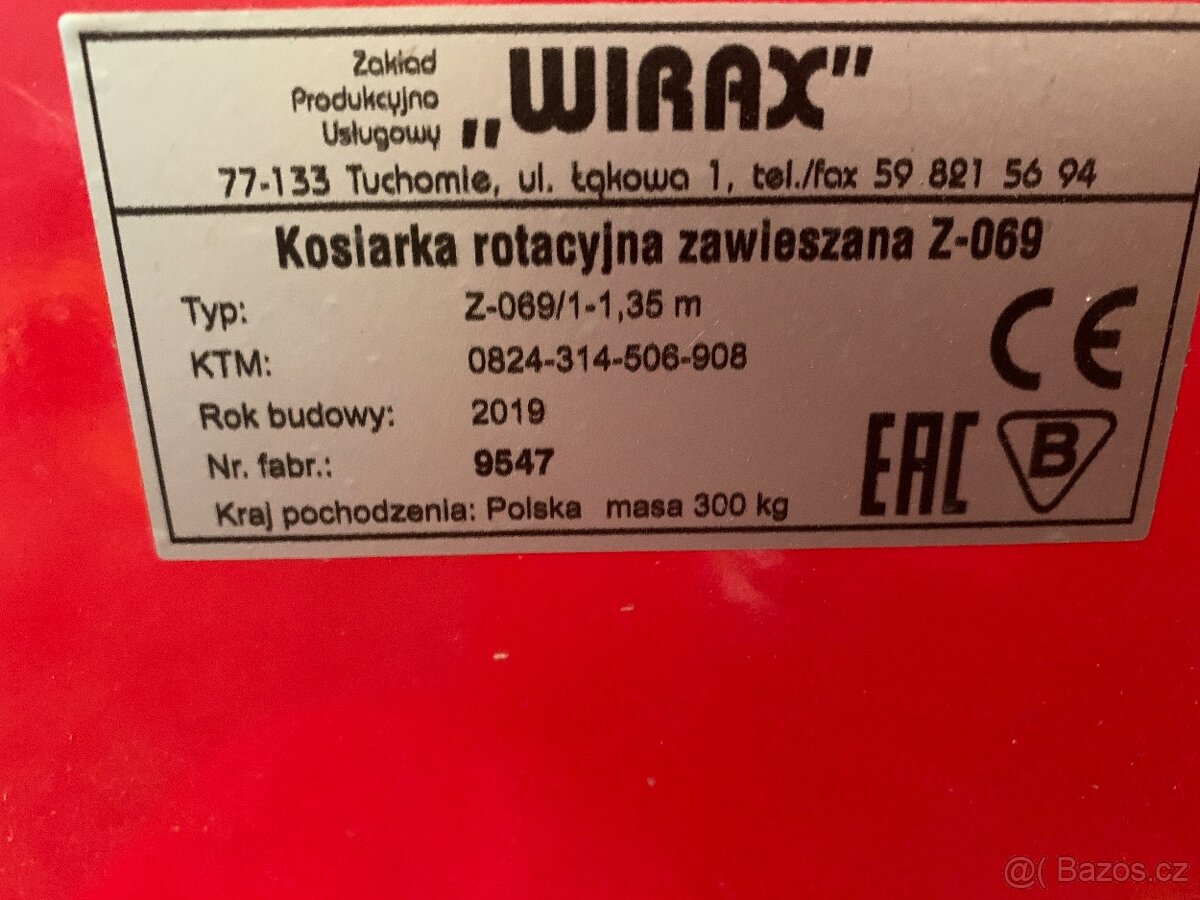 Zakład
Produkcyjno
Usługowy
„WIRAX”
77-133 Tuchomie, ul. Łąkowa 1, tel./fax 59 821 56 94
Kosiarka rotacyjna zawieszana Z-069
Typ: Z-069/1-1,35 m
KTM: 0824-314-506-908
Rok budowy: 2019
Nr. fabr.: 9547
Kraj pochodzenia: Polska masa 300 kg
CE
EAC B
@( Bazos.cz